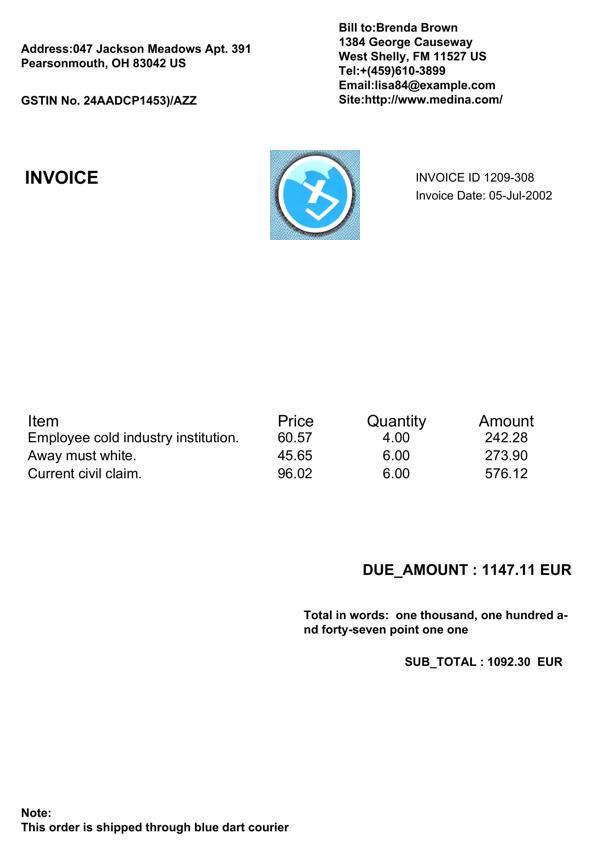 Address:047 Jackson Meadows Apt. 391
Pearsonmouth, OH 83042 US
GSTIN No. 24AADCP1453)/AZZ
Bill to:Brenda Brown
1384 George Causeway
West Shelly, FM 11527 US
Tel:+(459)610-3899
Email:lisa84@example.com
Site:http://www.medina.com/
INVOICE
INVOICE ID 1209-308
Invoice Date: 05-Jul-2002
Item Price Quantity Amount
Employee cold industry institution. 60.57 4.00 242.28
Away must white. 45.65 6.00 273.90
Current civil claim. 96.02 6.00 576.12
DUE_AMOUNT : 1147.11 EUR
Total in words:  one thousand, one hundred a-
nd forty-seven point one one
SUB_TOTAL : 1092.30  EUR
Note:
This order is shipped through blue dart courier